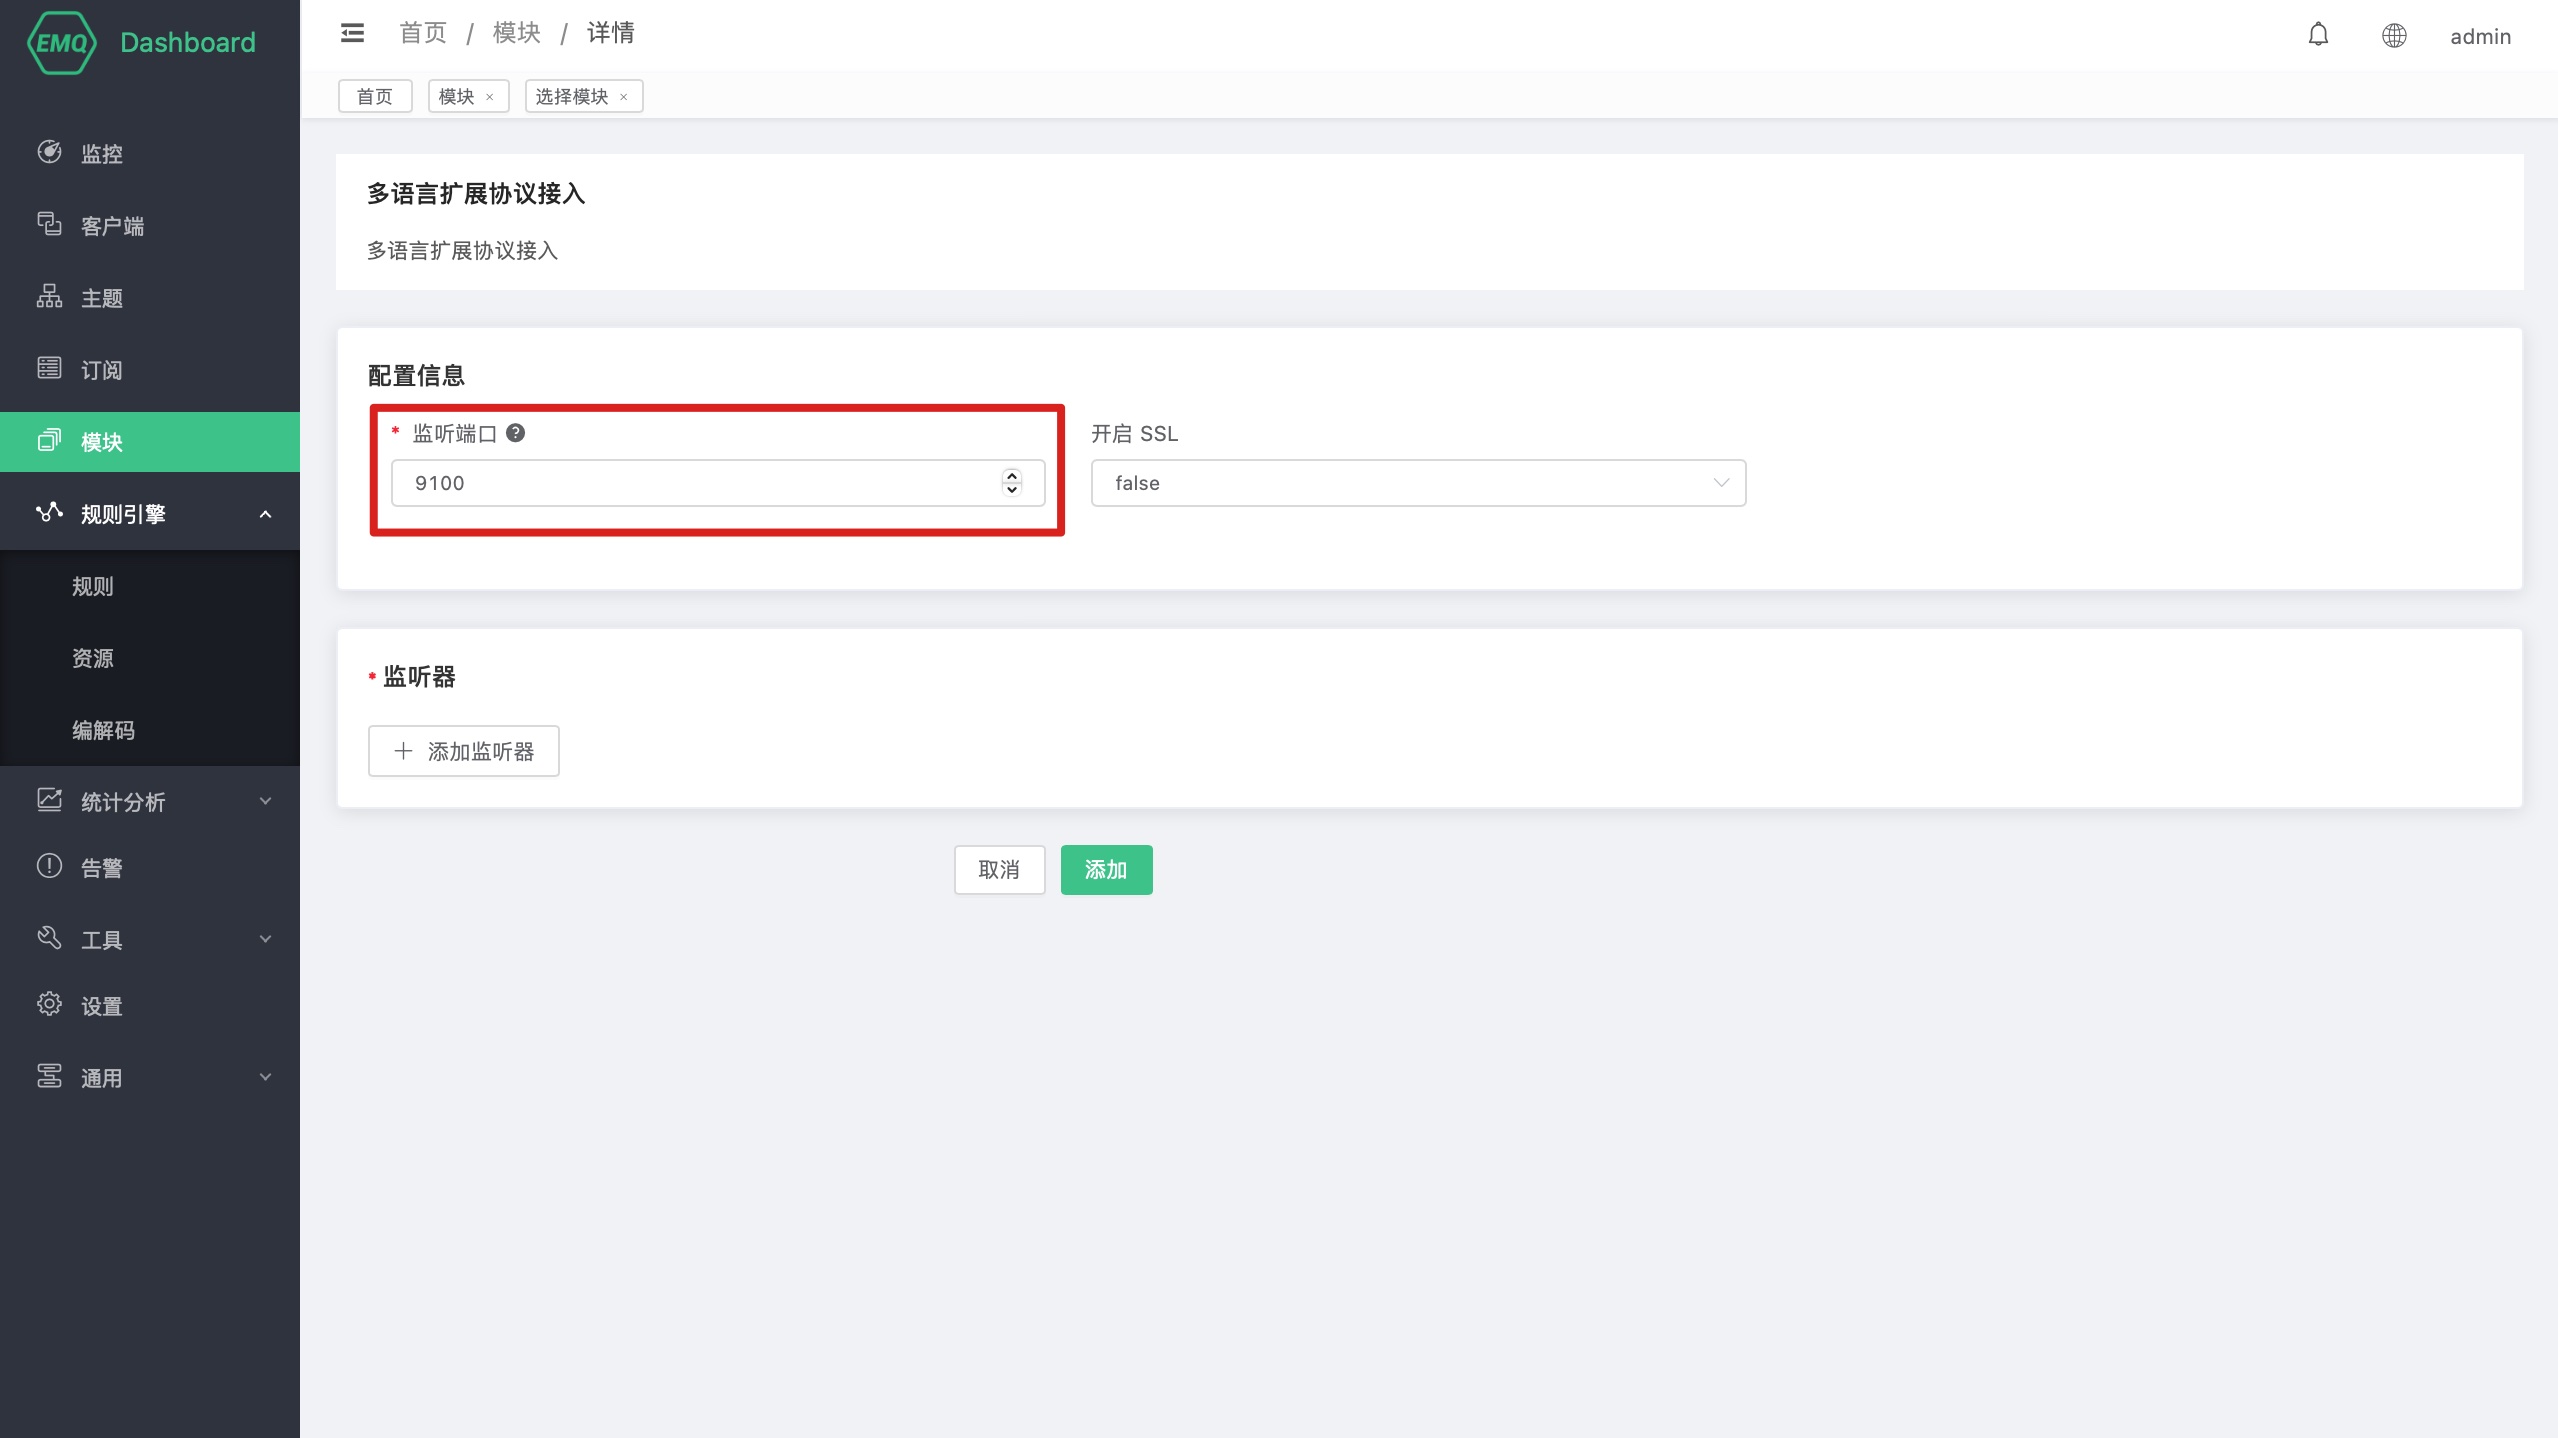 EMQ Dashboard
首页 / 模块 / 详情
admin
首页
模块 ×
选择模块 ×
监控
客户端
主题
订阅
模块
规则引擎
规则
资源
编解码
统计分析
告警
工具
设置
通用
多语言扩展协议接入
多语言扩展协议接入
配置信息
* 监听端口 ?
9100
开启 SSL
false
* 监听器
+ 添加监听器
取消
添加